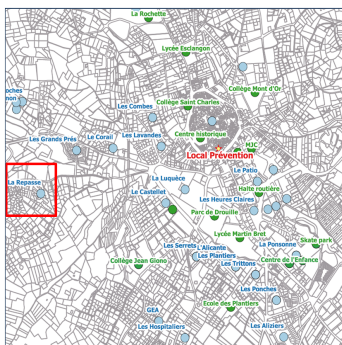 La Rochette
Lycée Esclangon
Collège Mont d'Or
oches
non
Collège Saint Charles
Les Combes
Centre historique
Les Lavandes
Le Corail
Les Grands Prés
MJC
Local Prévention
Le Patio
La Repasse
La Luquèce
Le Castellet
Halte routière
Les Heures Claires
Parc de Drouille
Lycée Martin Bret
Les Serrets
L'Alicante
Skate park
La Ponsonne
Les Plantiers
Collège Jean Giono
Centre de l'Enfance
Les Trittons
Les Ponches
Ecole des Plantiers
GEA
Les Hospitaliers
Les Aliziers